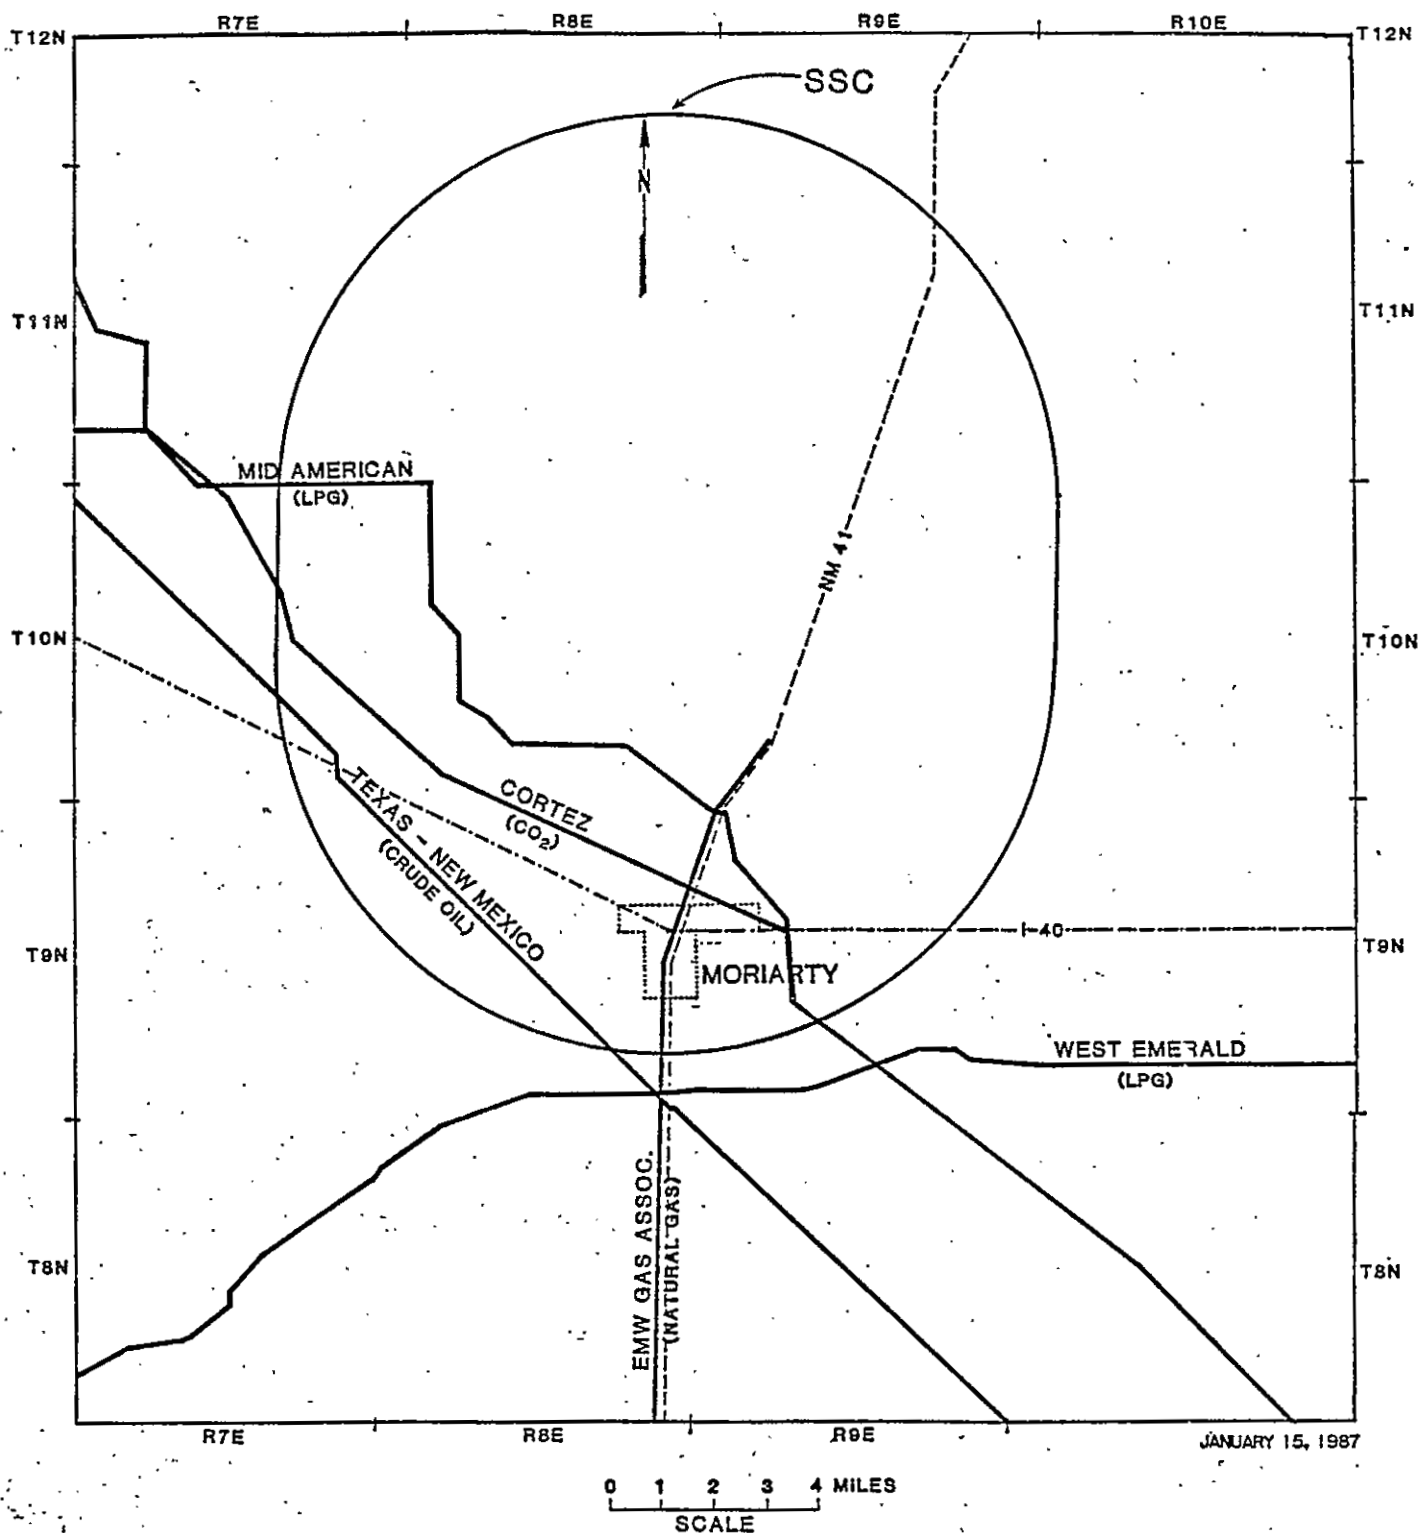 R7E R8E R9E R10E
T12N T12N
SSC
N
T11N T11N
MID AMERICAN
(LPG)
NM 41
T10N T10N
CORTEZ
(CO₂)
TEXAS - NEW MEXICO
(CRUDE OIL)
I-40
T9N T9N
MORIARTY
WEST EMERALD
(LPG)
EMW GAS ASSOC.
(NATURAL GAS)
T8N T8N
R7E R8E R9E
JANUARY 15, 1987
0 1 2 3 4 MILES
SCALE